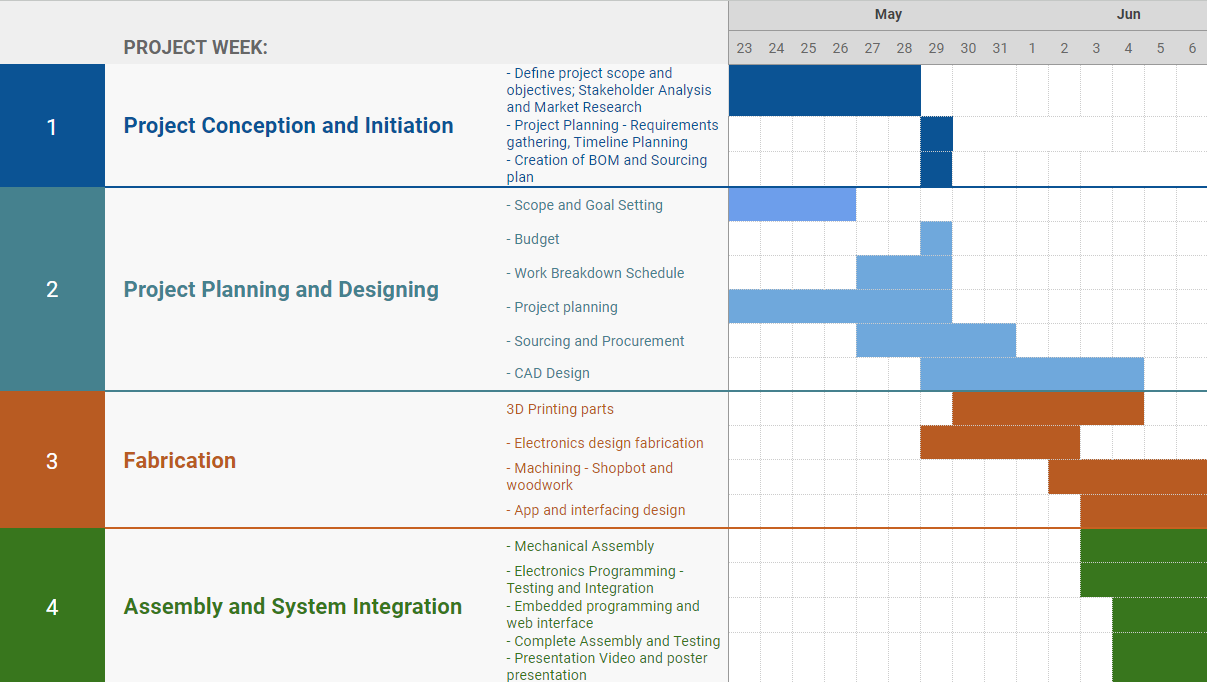 May Jun
PROJECT WEEK: 23 24 25 26 27 28 29 30 31 1 2 3 4 5 6
1
Project Conception and Initiation
- Define project scope and
objectives; Stakeholder Analysis
and Market Research
- Project Planning - Requirements
gathering, Timeline Planning
- Creation of BOM and Sourcing
plan
2
Project Planning and Designing
- Scope and Goal Setting
- Budget
- Work Breakdown Schedule
- Project planning
- Sourcing and Procurement
- CAD Design
3
Fabrication
3D Printing parts
- Electronics design fabrication
- Machining - Shopbot and
woodwork
- App and interfacing design
4
Assembly and System Integration
- Mechanical Assembly
- Electronics Programming -
Testing and Integration
- Embedded programming and
web interface
- Complete Assembly and Testing
- Presentation Video and poster
presentation